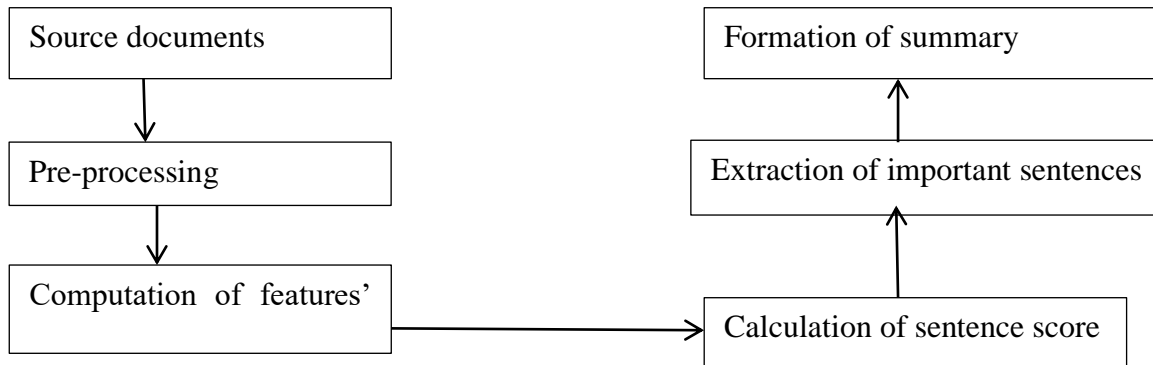 Source documents
Pre-processing
Computation of features’
Calculation of sentence score
Extraction of important sentences
Formation of summary